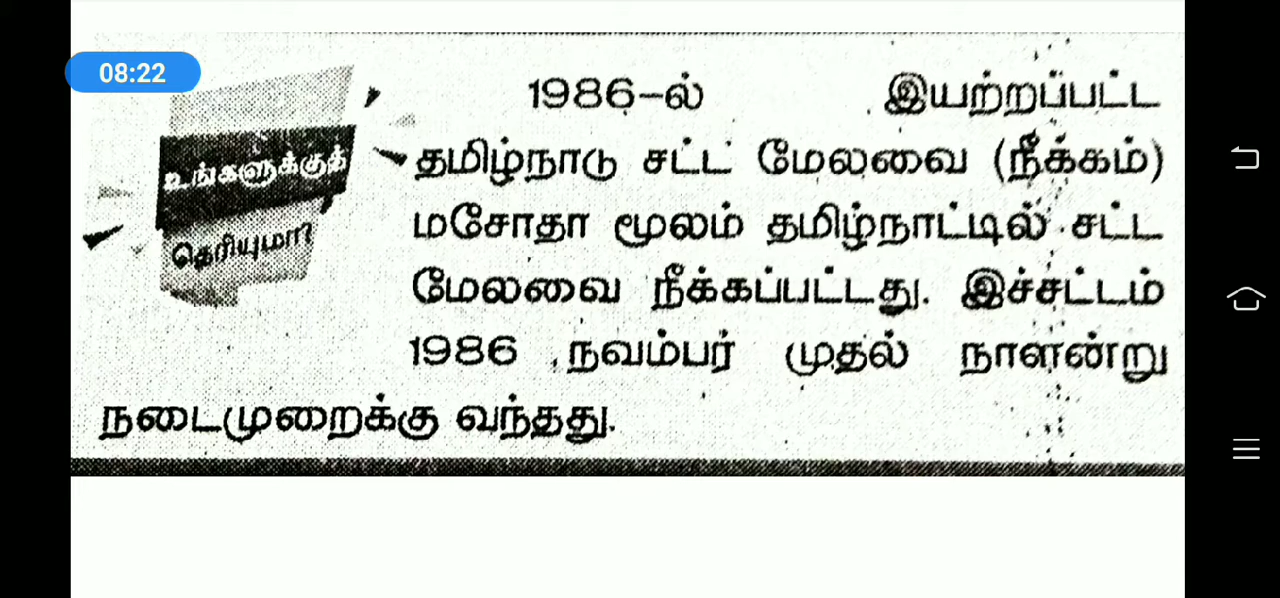 08:22
உங்களுக்குத்
தெரியுமா?
1986-ல் இயற்றப்பட்ட
தமிழ்நாடு சட்ட மேலவை (நீக்கம்)
மசோதா மூலம் தமிழ்நாட்டில் சட்ட
மேலவை நீக்கப்பட்டது. இச்சட்டம்
1986 நவம்பர் முதல் நாளன்று
நடைமுறைக்கு வந்தது.